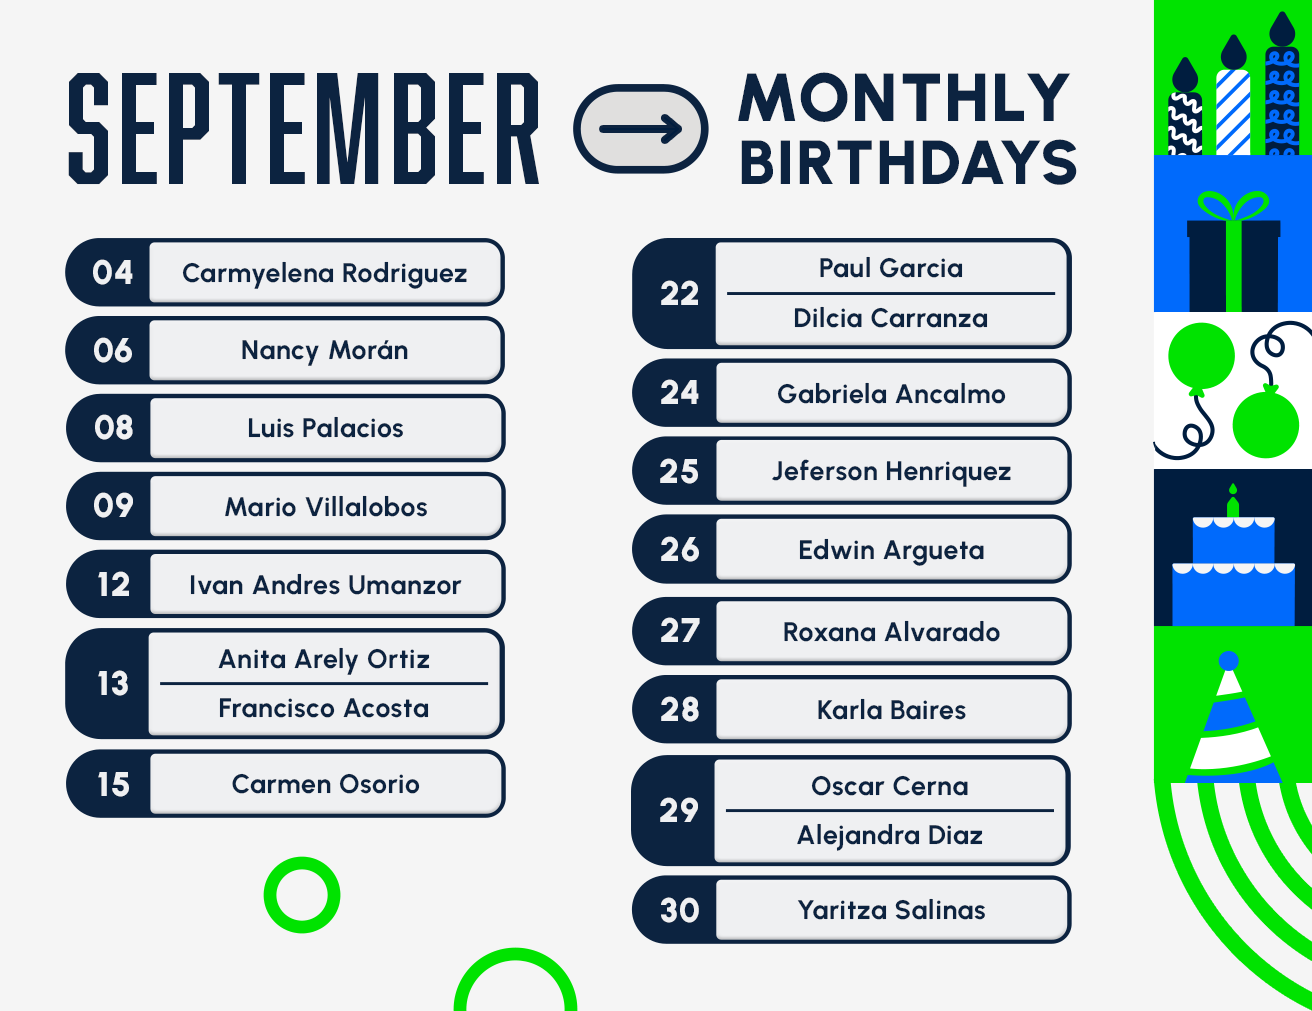 SEPTEMBER
MONTHLY
BIRTHDAYS
04 Carmyelena Rodriguez
06 Nancy Morán
08 Luis Palacios
09 Mario Villalobos
12 Ivan Andres Umanzor
13 Anita Arely Ortiz
Francisco Acosta
15 Carmen Osorio
22 Paul Garcia
Dilcia Carranza
24 Gabriela Ancalmo
25 Jeferson Henriquez
26 Edwin Argueta
27 Roxana Alvarado
28 Karla Baires
29 Oscar Cerna
Alejandra Diaz
30 Yaritza Salinas